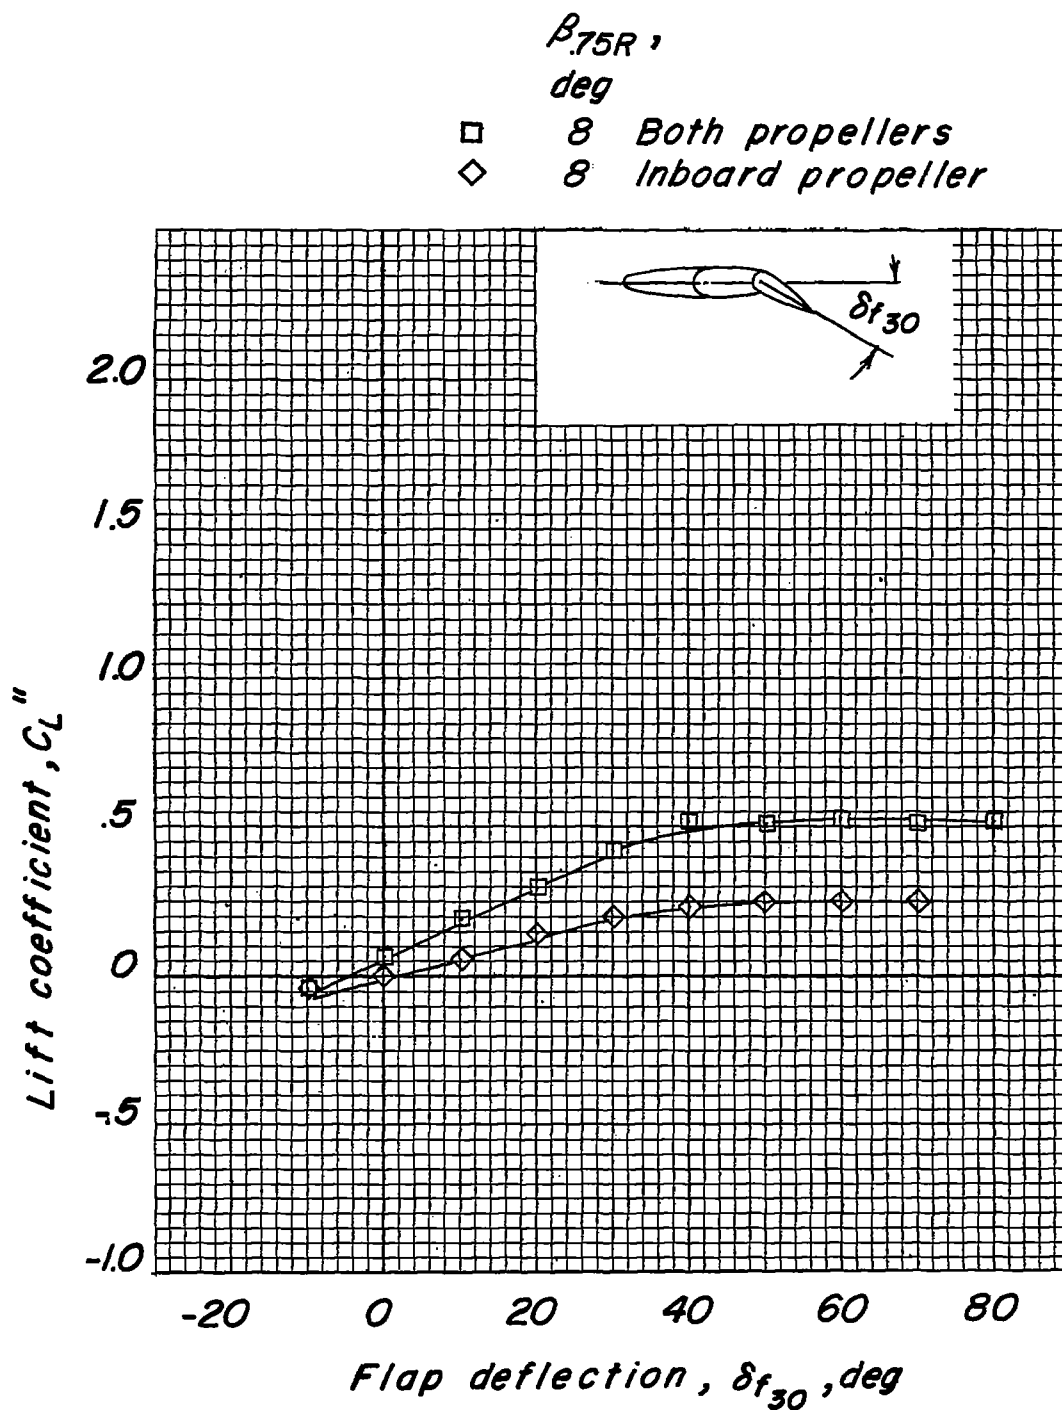 β.75R,
deg
8 Both propellers
8 Inboard propeller
δf30
2.0
1.5
1.0
.5
0
-.5
-1.0
Lift coefficient, CL"
-20 0 20 40 60 80
Flap deflection, δf30, deg